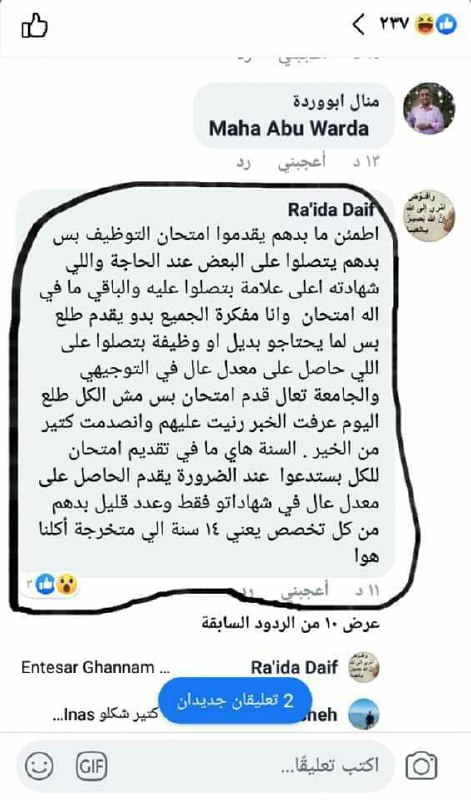 ٢٣٧
أعجبني رد
منال ابووردة
Maha Abu Warda
١٣ د أعجبني رد
Ra'ida Daif
اطمئن ما بدهم يقدموا امتحان التوظيف بس
بدهم يتصلوا على البعض عند الحاجة واللي
شهادته اعلى علامة بتصلوا عليه والباقي ما في
اله امتحان وانا مفكرة الجميع بدو يقدم طلع
بس لما يحتاجو بديل او وظيفة بتصلوا على
اللي حاصل على معدل عال في التوجيهي
والجامعة تعال قدم امتحان بس مش الكل طلع
اليوم عرفت الخبر رنيت عليهم وانصدمت كتير
من الخير . السنة هاي ما في تقديم امتحان
للكل بستدعوا عند الضرورة يقدم الحاصل على
معدل عال في شهاداتو فقط وعدد قليل بدهم
من كل تخصص يعني ١٤ سنة الي متخرجة أكلنا
هوا
٣
١١ د أعجبني رد
عرض ١٠ من الردود السابقة
Ra'ida Daif Entesar Ghannam ...
2 تعليقان جديدان
كتير شكلو Inas...
اكتب تعليقًا...
GIF